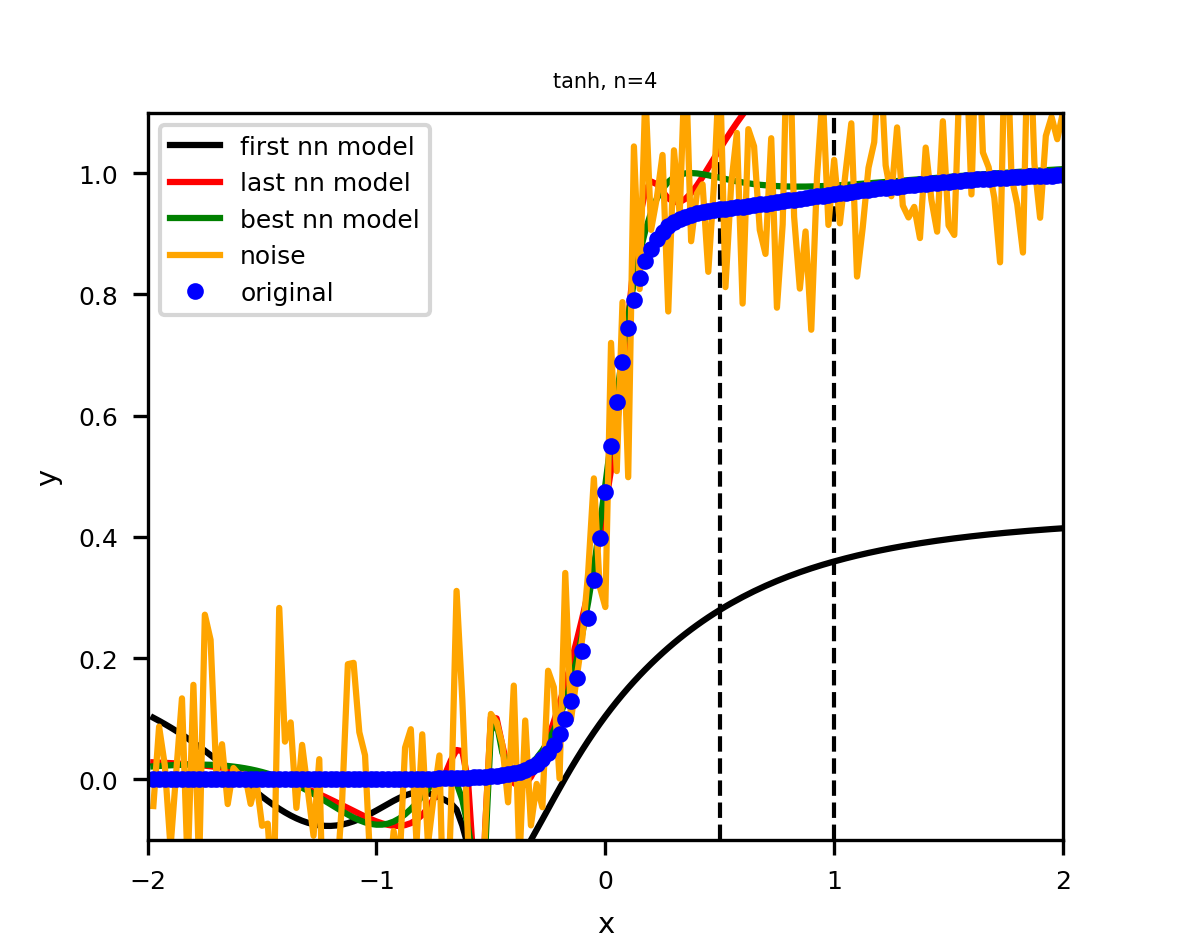 tanh, n=4
first nn model
last nn model
best nn model
noise
original
1.0
0.8
0.6
0.4
0.2
0.0
y
−2 −1 0 1 2
x